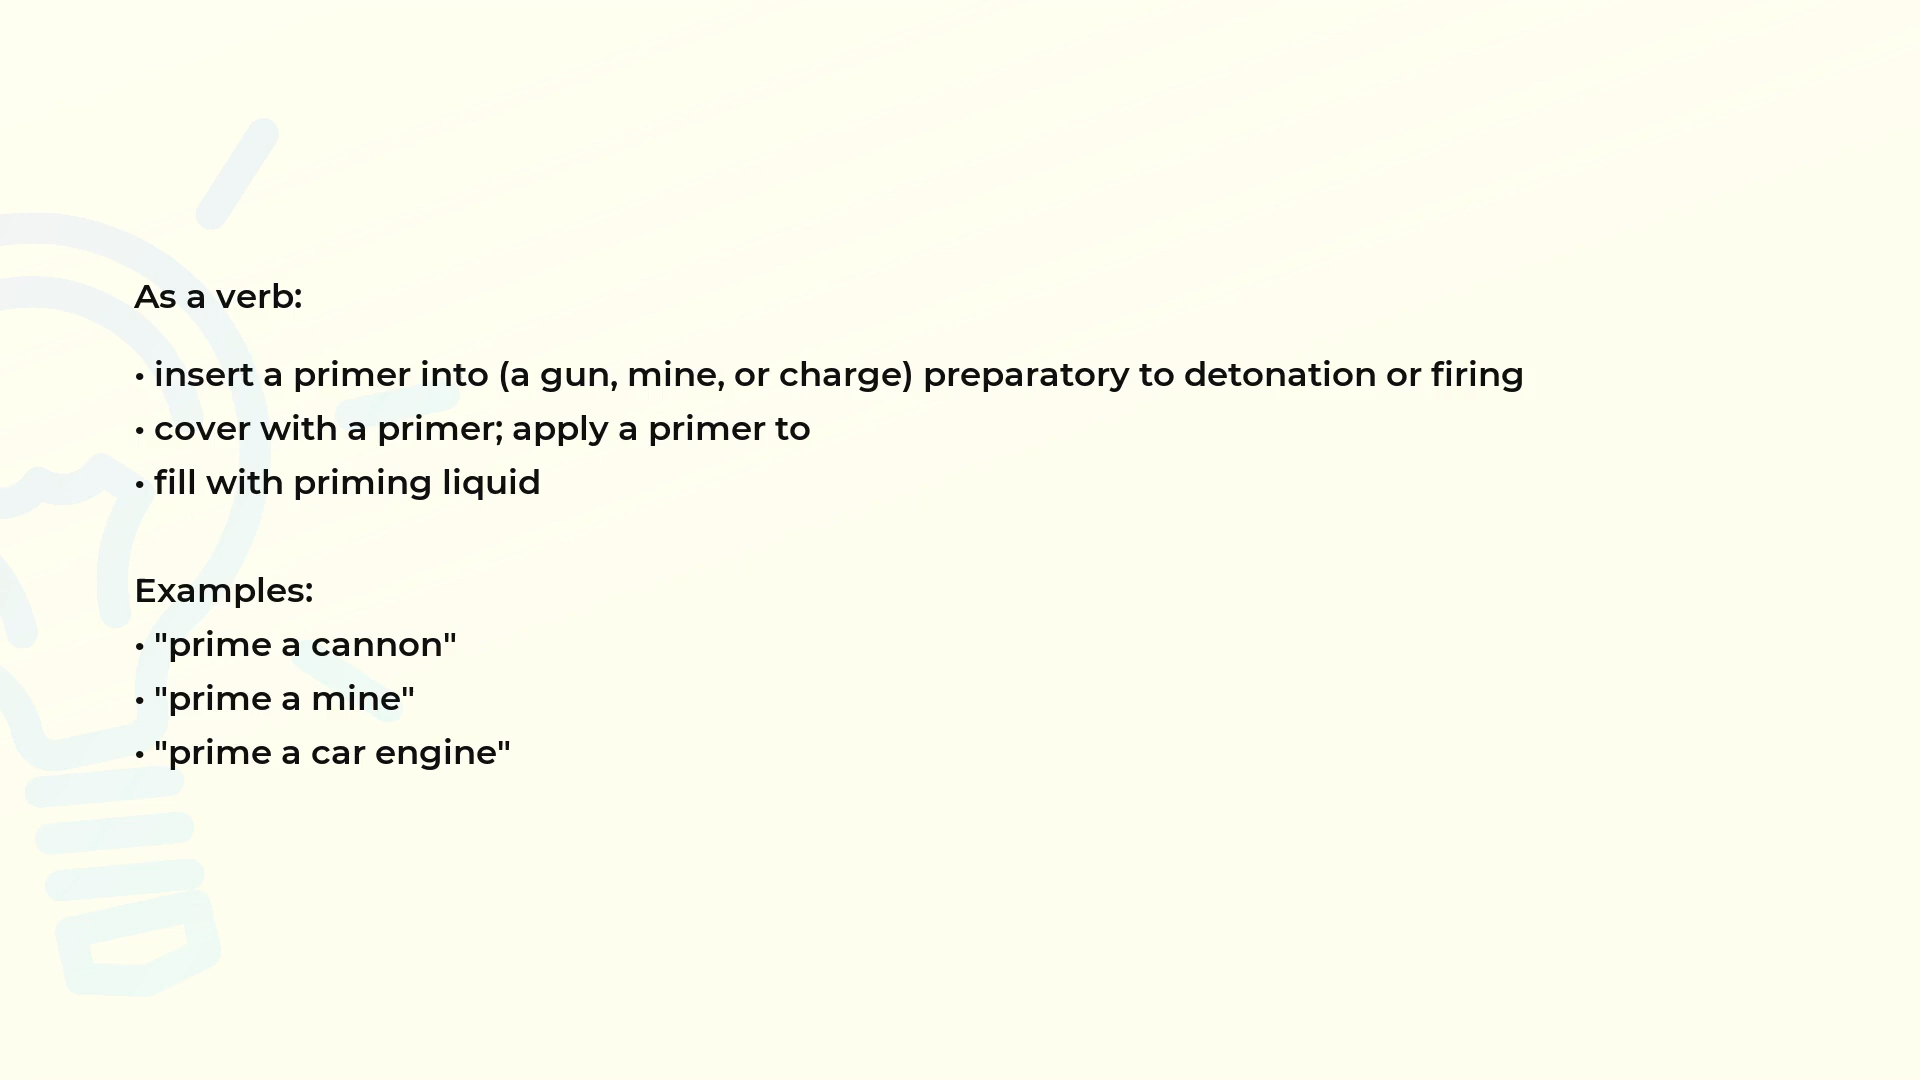 As a verb:
• insert a primer into (a gun, mine, or charge) preparatory to detonation or firing
• cover with a primer; apply a primer to
• fill with priming liquid
Examples:
• "prime a cannon"
• "prime a mine"
• "prime a car engine"